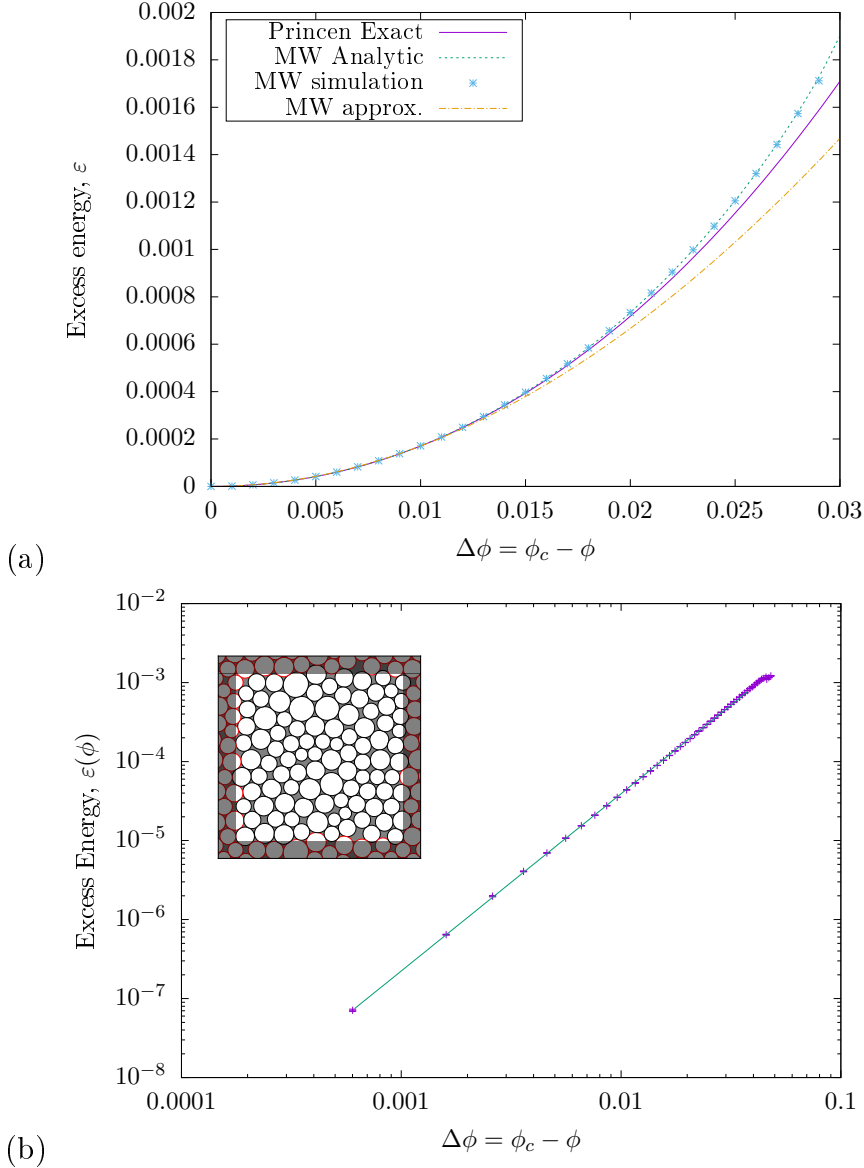 0.002
0.0018
0.0016
0.0014
0.0012
0.001
0.0008
0.0006
0.0004
0.0002
0
Excess energy, ε
Princen Exact
MW Analytic
MW simulation
MW approx.
0 0.005 0.01 0.015 0.02 0.025 0.03
Δϕ = ϕ_c − ϕ
(a)
10^−2
10^−3
10^−4
10^−5
10^−6
10^−7
10^−8
Excess Energy, ε(ϕ)
0.0001 0.001 0.01 0.1
Δϕ = ϕ_c − ϕ
(b)